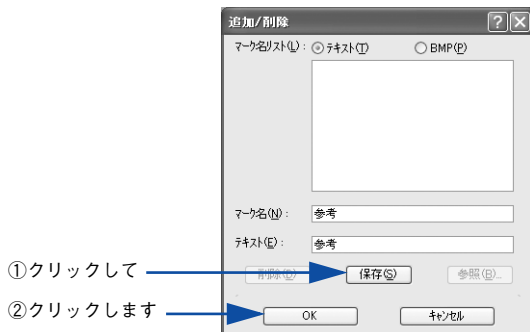 追加/削除
マーク名リスト(L): テキスト(T) BMP(P)
マーク名(N): 参考
テキスト(E): 参考
①クリックして 削除(D) 保存(S) 参照(B)...
②クリックします OK キャンセル